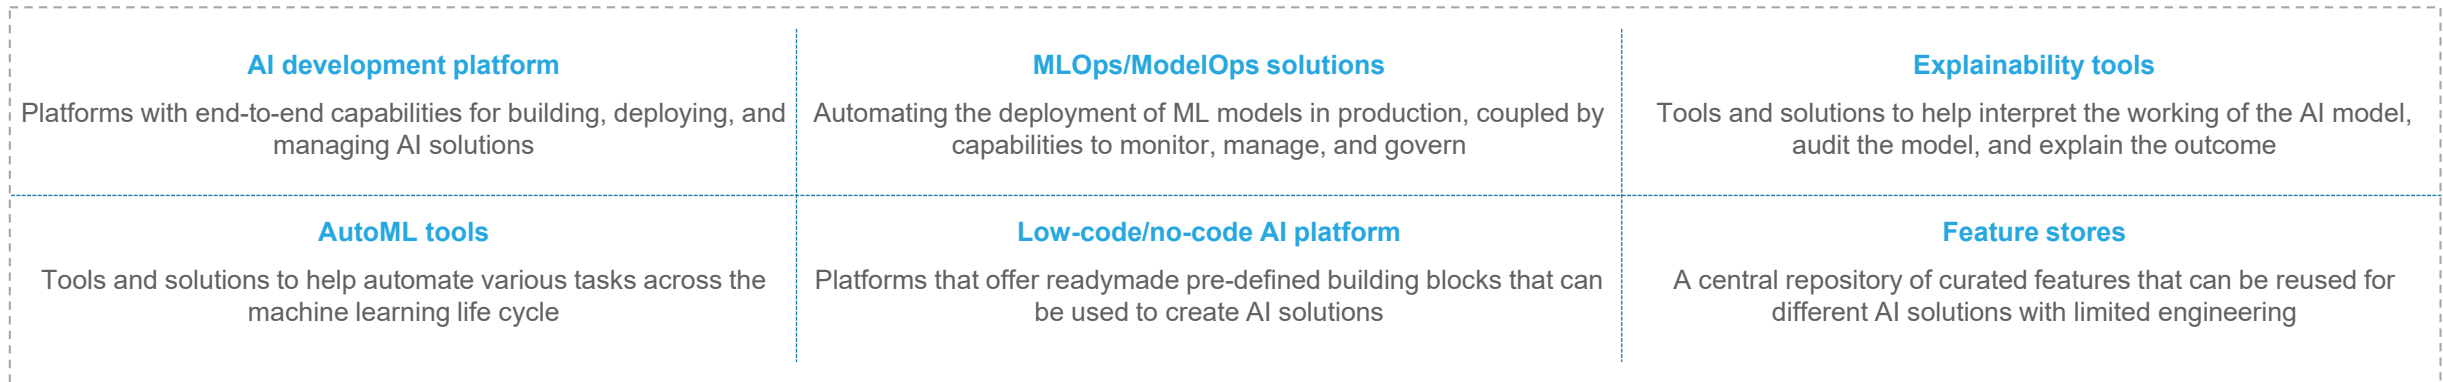 AI development platform
Platforms with end-to-end capabilities for building, deploying, and
managing AI solutions
MLOps/ModelOps solutions
Automating the deployment of ML models in production, coupled by
capabilities to monitor, manage, and govern
Explainability tools
Tools and solutions to help interpret the working of the AI model,
audit the model, and explain the outcome
AutoML tools
Tools and solutions to help automate various tasks across the
machine learning life cycle
Low-code/no-code AI platform
Platforms that offer readymade pre-defined building blocks that can
be used to create AI solutions
Feature stores
A central repository of curated features that can be reused for
different AI solutions with limited engineering